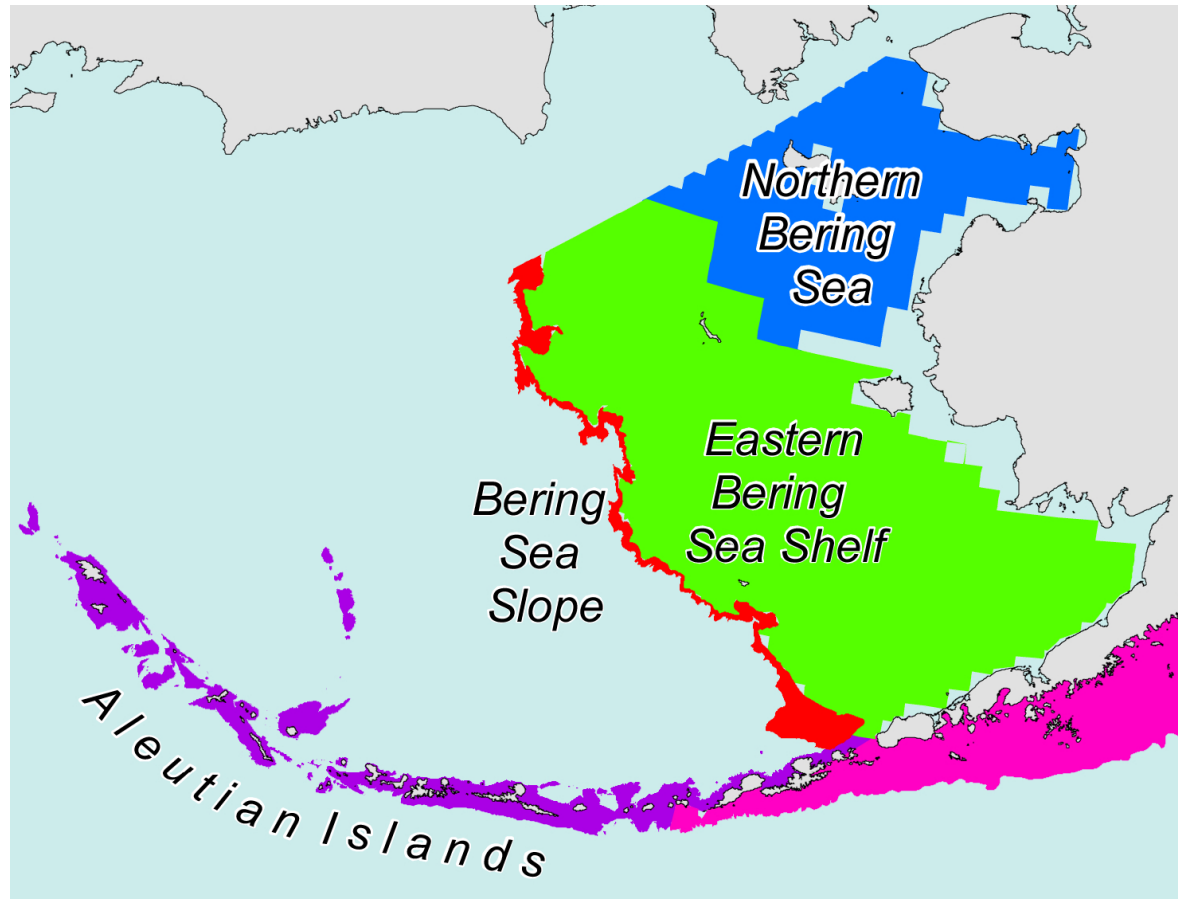 Northern
Bering
Sea
Eastern
Bering
Sea Shelf
Bering
Sea
Slope
Aleutian Islands